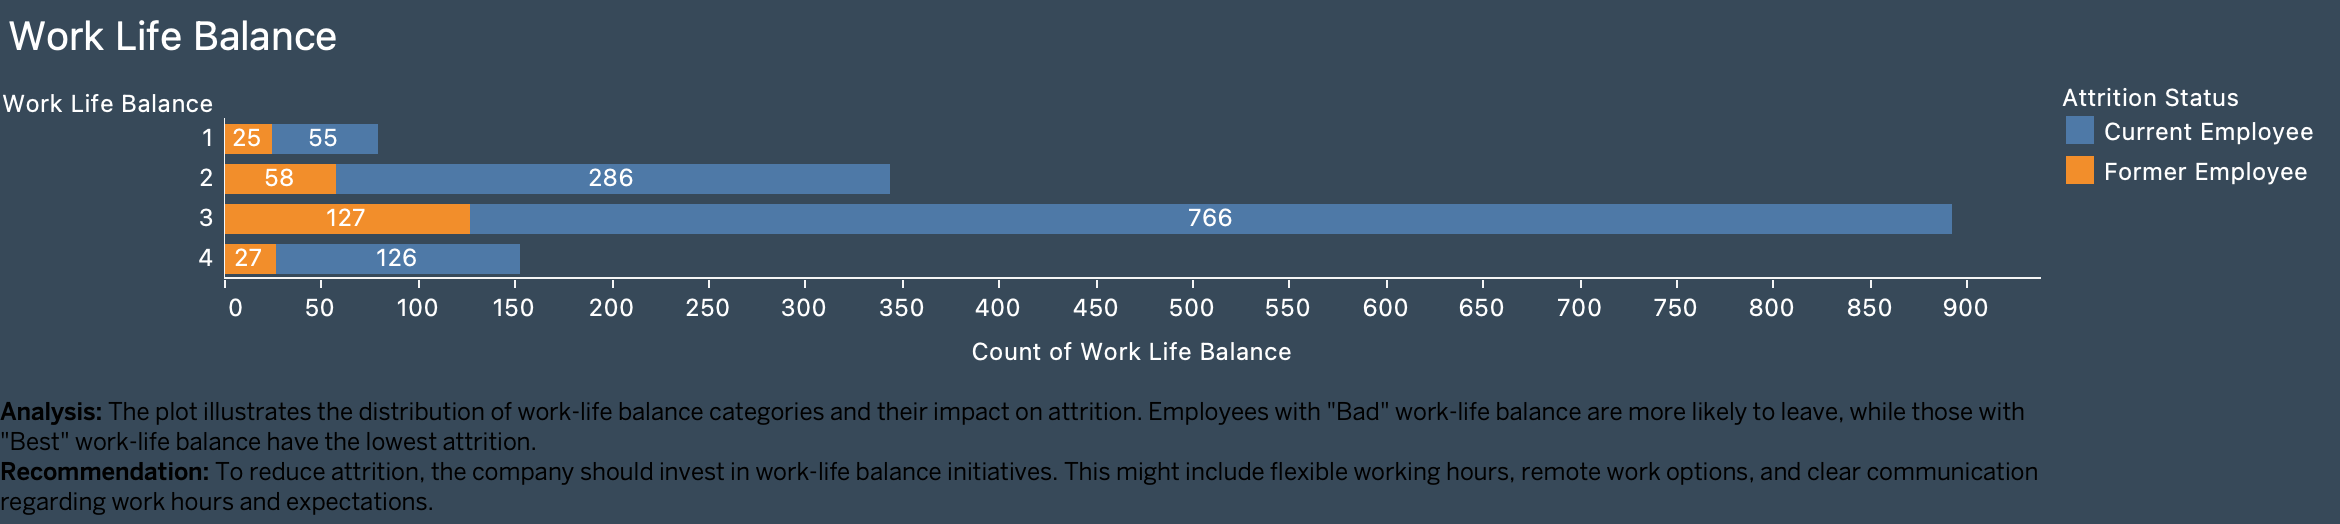 Work Life Balance
Work Life Balance
1 25 55
2 58 286
3 127 766
4 27 126
0 50 100 150 200 250 300 350 400 450 500 550 600 650 700 750 800 850 900
Count of Work Life Balance
Attrition Status
Current Employee
Former Employee
Analysis: The plot illustrates the distribution of work-life balance categories and their impact on attrition. Employees with "Bad" work-life balance are more likely to leave, while those with
"Best" work-life balance have the lowest attrition.
Recommendation: To reduce attrition, the company should invest in work-life balance initiatives. This might include flexible working hours, remote work options, and clear communication
regarding work hours and expectations.